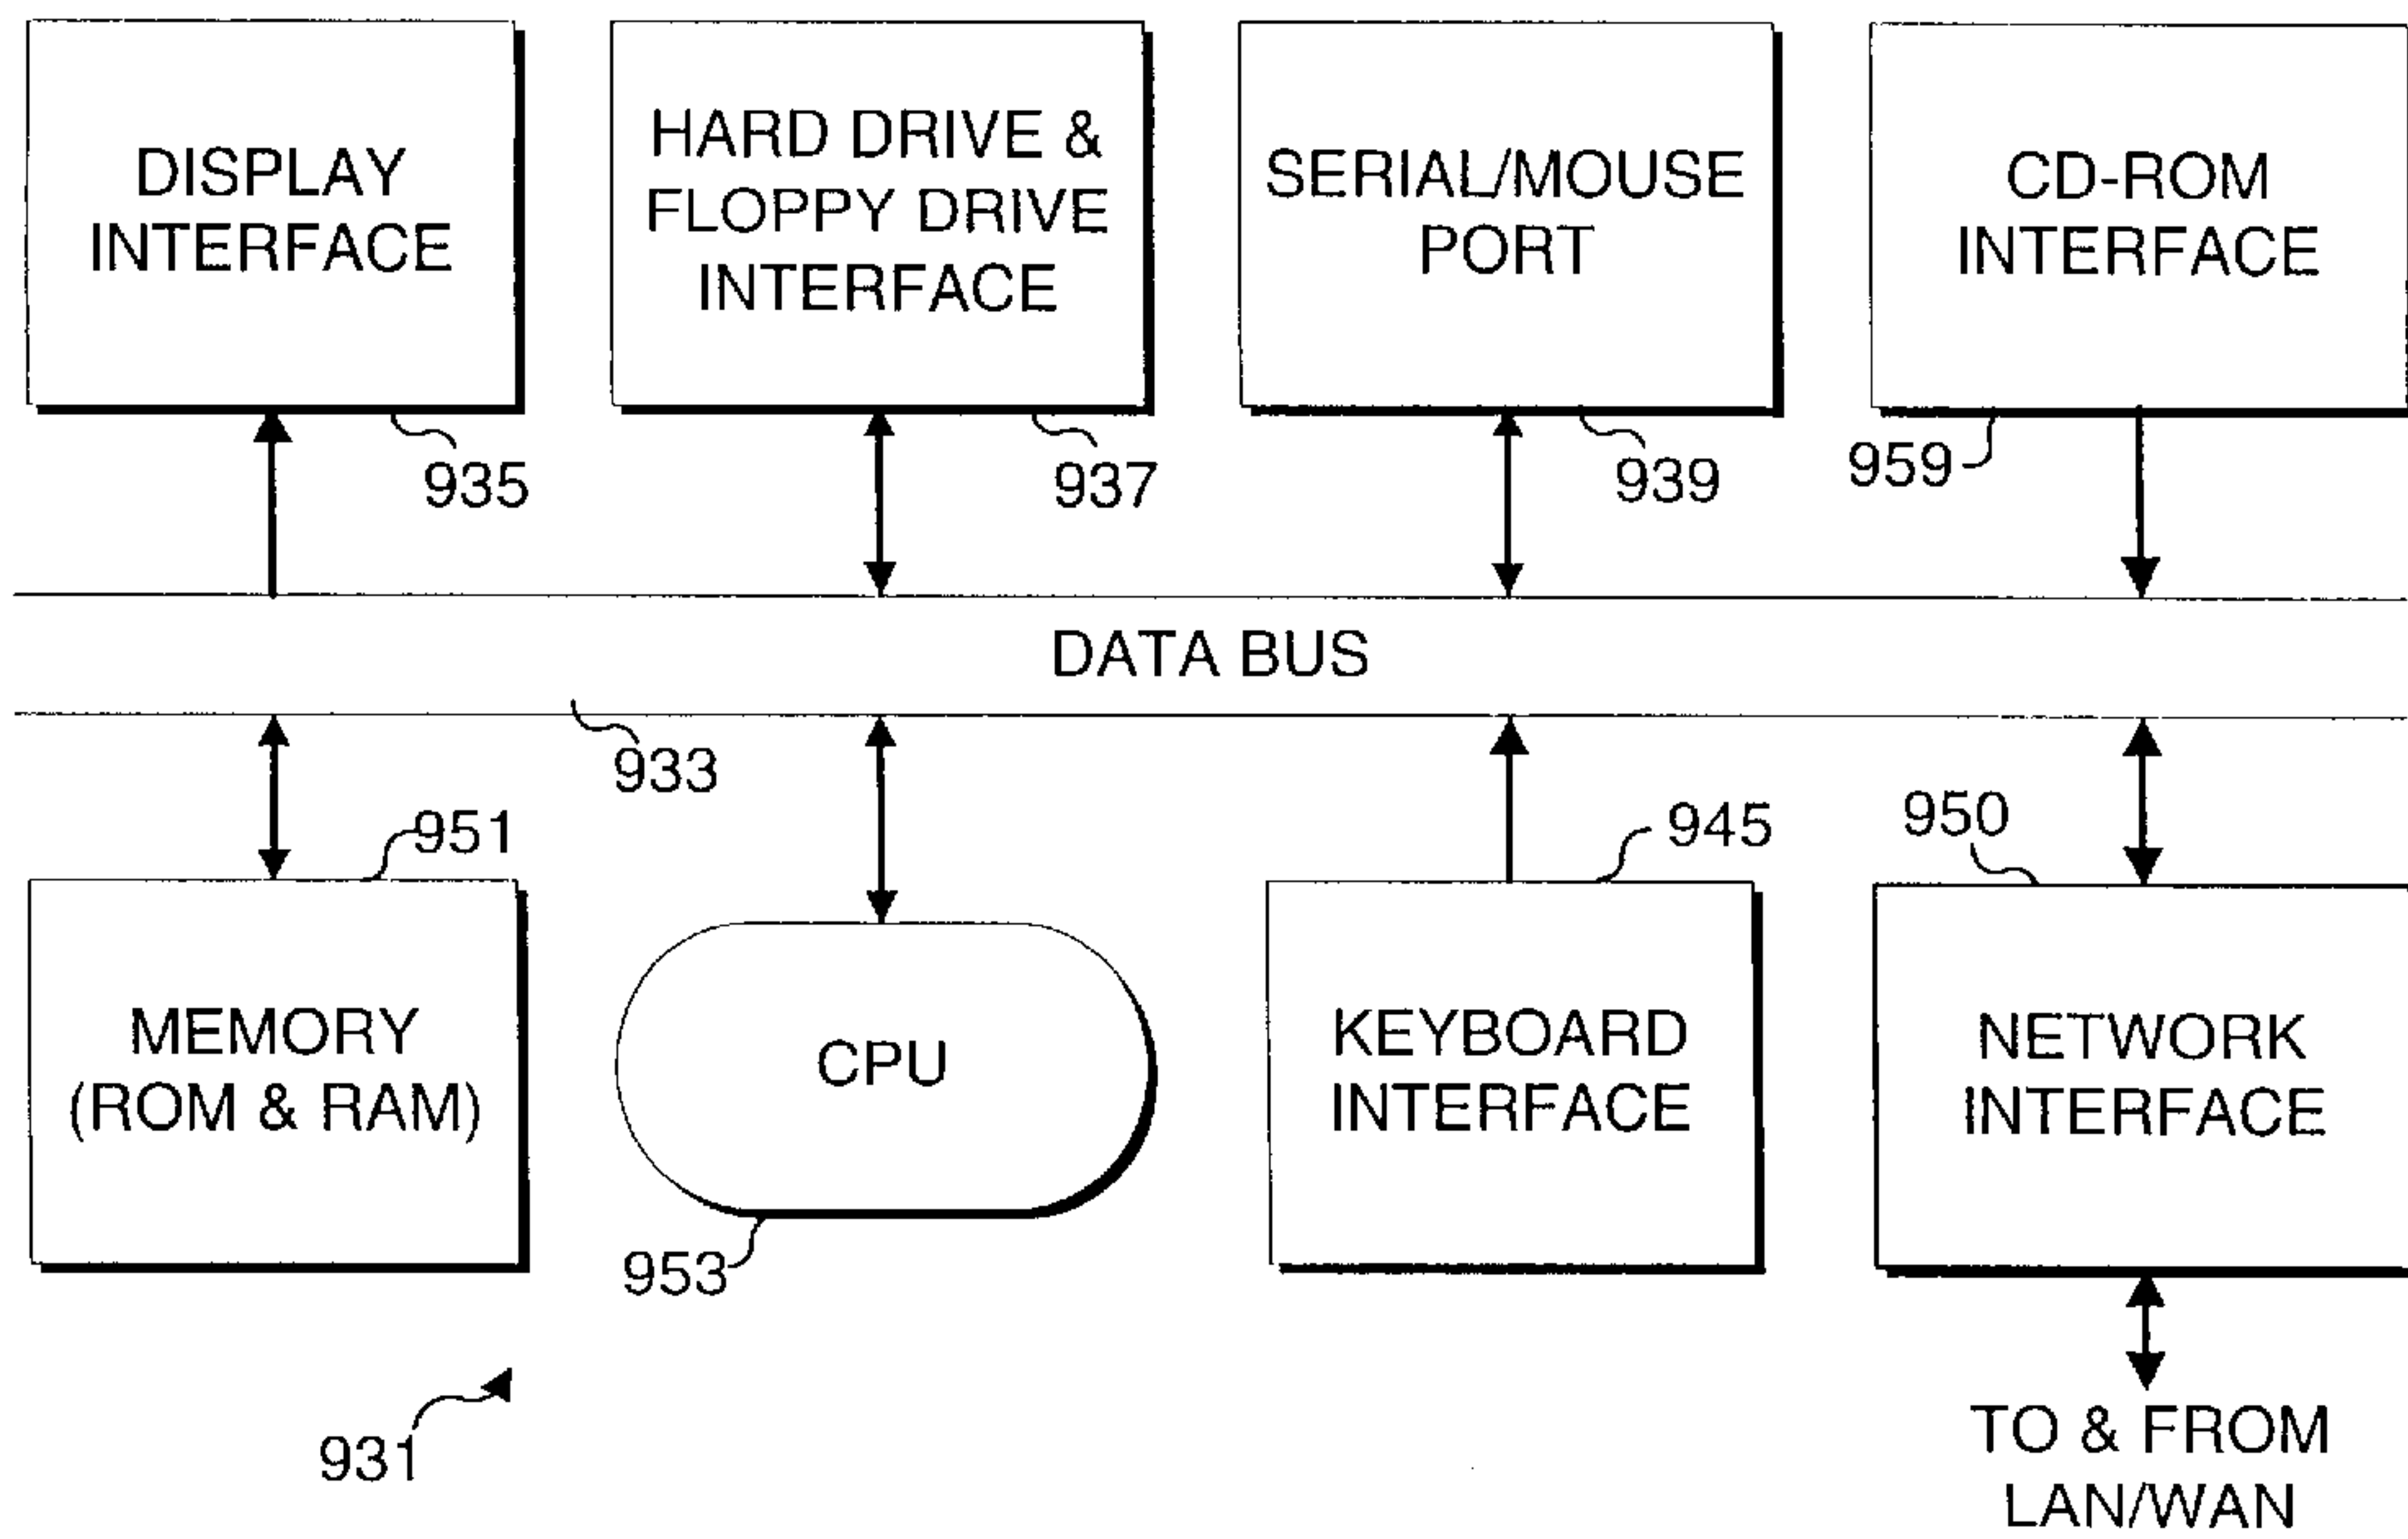 DISPLAY
INTERFACE
935
HARD DRIVE &
FLOPPY DRIVE
INTERFACE
937
SERIAL/MOUSE
PORT
939
CD-ROM
INTERFACE
959
DATA BUS
933
951
MEMORY
(ROM & RAM)
CPU
953
945
KEYBOARD
INTERFACE
950
NETWORK
INTERFACE
TO & FROM
LAN/WAN
931